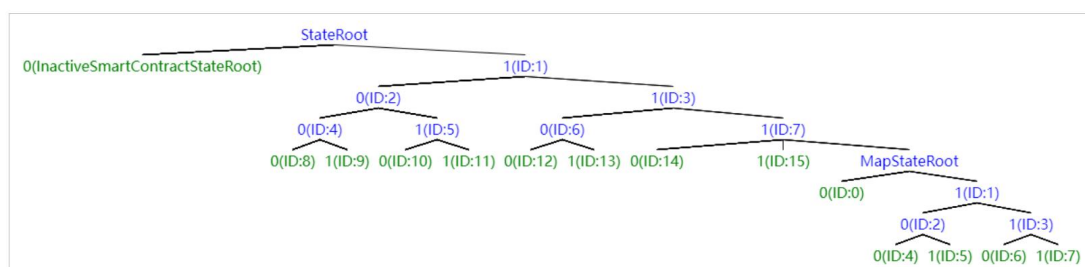 StateRoot
0(InactiveSmartContractStateRoot) 1(ID:1)
0(ID:2) 1(ID:3)
0(ID:4) 1(ID:5) 0(ID:6) 1(ID:7)
0(ID:8) 1(ID:9) 0(ID:10) 1(ID:11) 0(ID:12) 1(ID:13) 0(ID:14) 1(ID:15) MapStateRoot
0(ID:0) 1(ID:1)
0(ID:2) 1(ID:3)
0(ID:4) 1(ID:5) 0(ID:6) 1(ID:7)